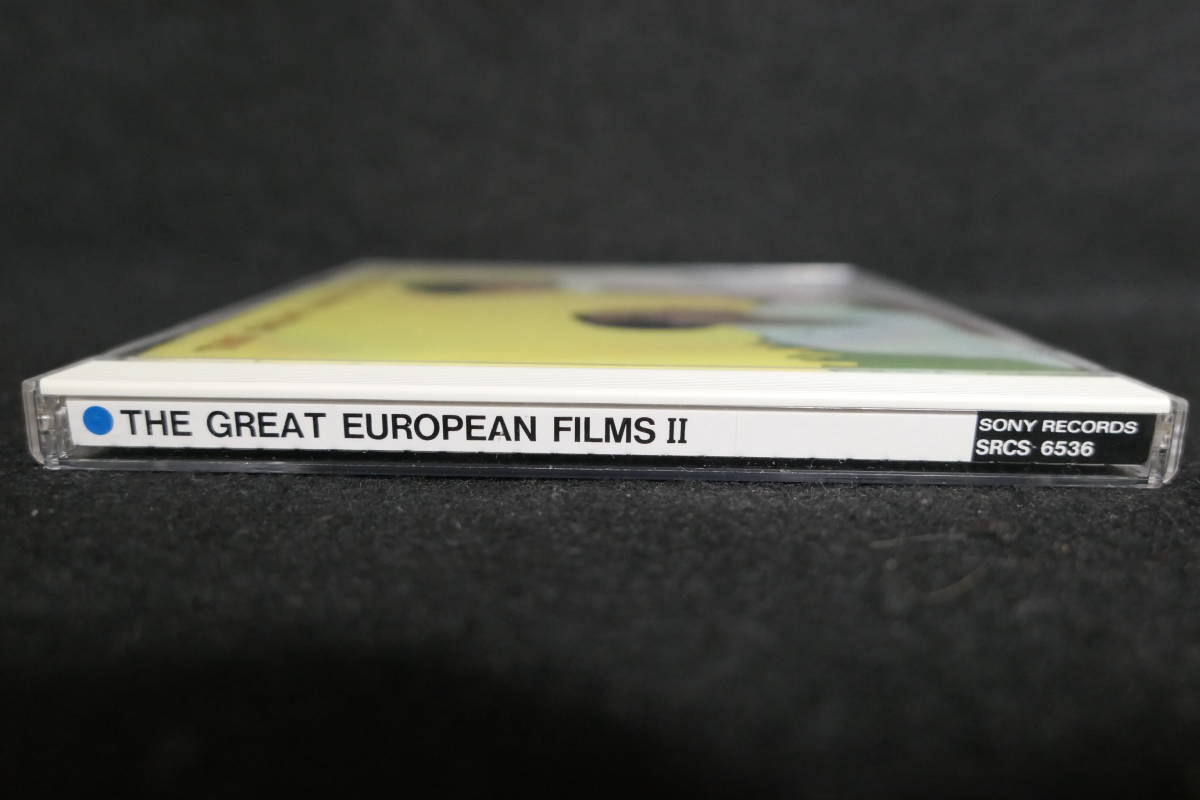 THE GREAT EUROPEAN FILMS II
SONY RECORDS
SRCS- 6536